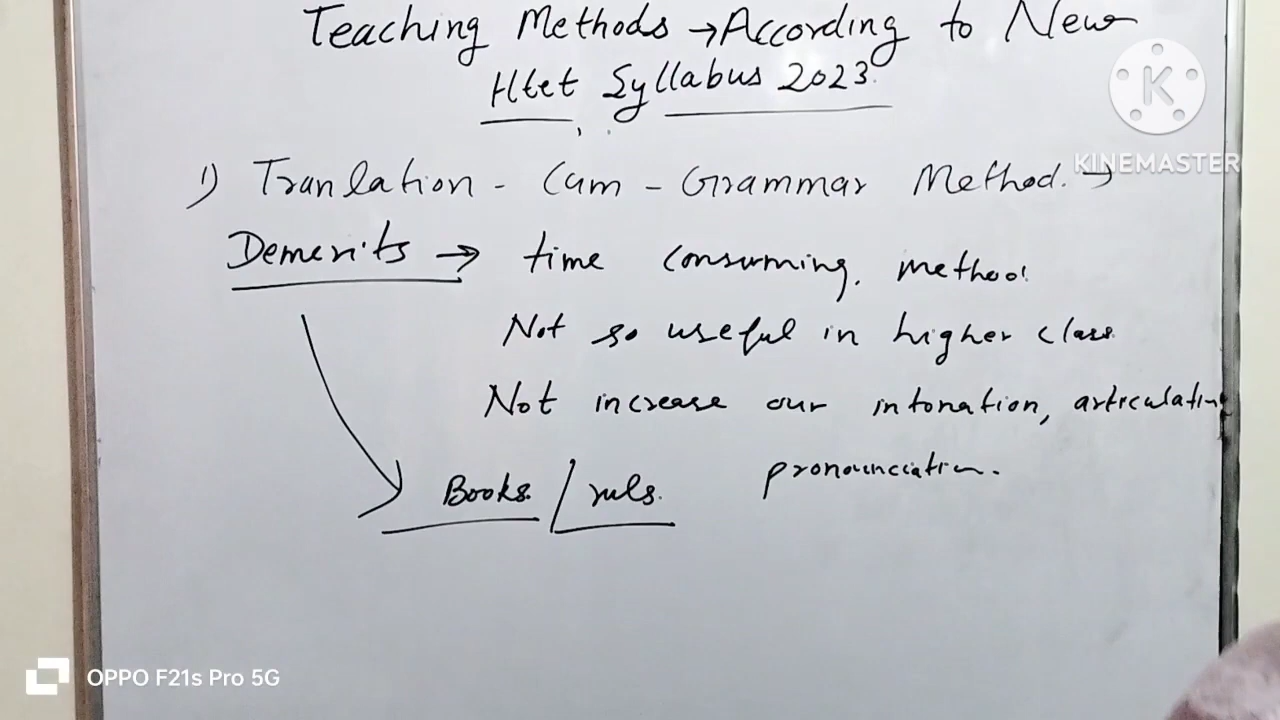 Teaching Methods → According to New
Htet Syllabus 2023.
K
KINEMASTER
1) Tranlation - Cum - Grammar Method. →
Demerits → time consuming. method
Not so useful in higher class.
Not increase our intonation, articulating
pronounciation.
Books. / ruls.
OPPO F21s Pro 5G